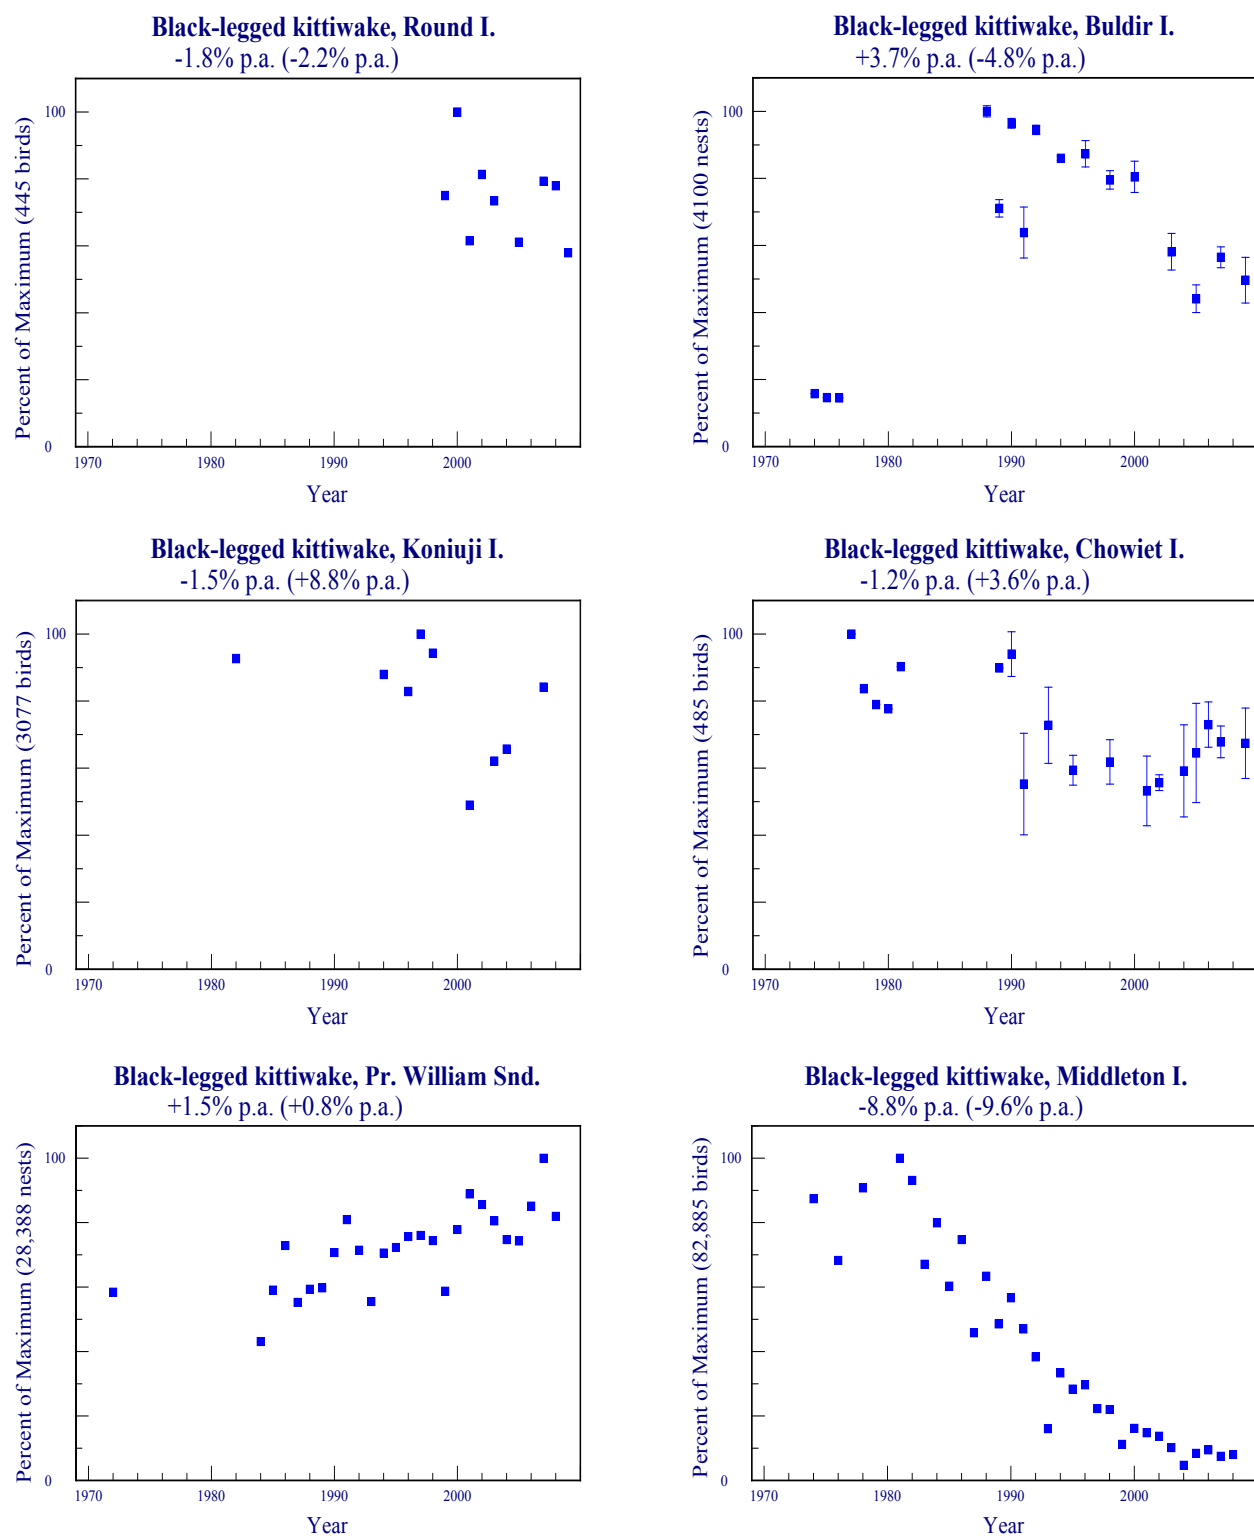 Black-legged kittiwake, Round I.
-1.8% p.a. (-2.2% p.a.)
Percent of Maximum (445 birds)
100
0
1970 1980 1990 2000
Year
Black-legged kittiwake, Buldir I.
+3.7% p.a. (-4.8% p.a.)
Percent of Maximum (4100 nests)
100
0
1970 1980 1990 2000
Year
Black-legged kittiwake, Koniuji I.
-1.5% p.a. (+8.8% p.a.)
Percent of Maximum (3077 birds)
100
0
1970 1980 1990 2000
Year
Black-legged kittiwake, Chowiet I.
-1.2% p.a. (+3.6% p.a.)
Percent of Maximum (485 birds)
100
0
1970 1980 1990 2000
Year
Black-legged kittiwake, Pr. William Snd.
+1.5% p.a. (+0.8% p.a.)
Percent of Maximum (28,388 nests)
100
0
1970 1980 1990 2000
Year
Black-legged kittiwake, Middleton I.
-8.8% p.a. (-9.6% p.a.)
Percent of Maximum (82,885 birds)
100
0
1970 1980 1990 2000
Year